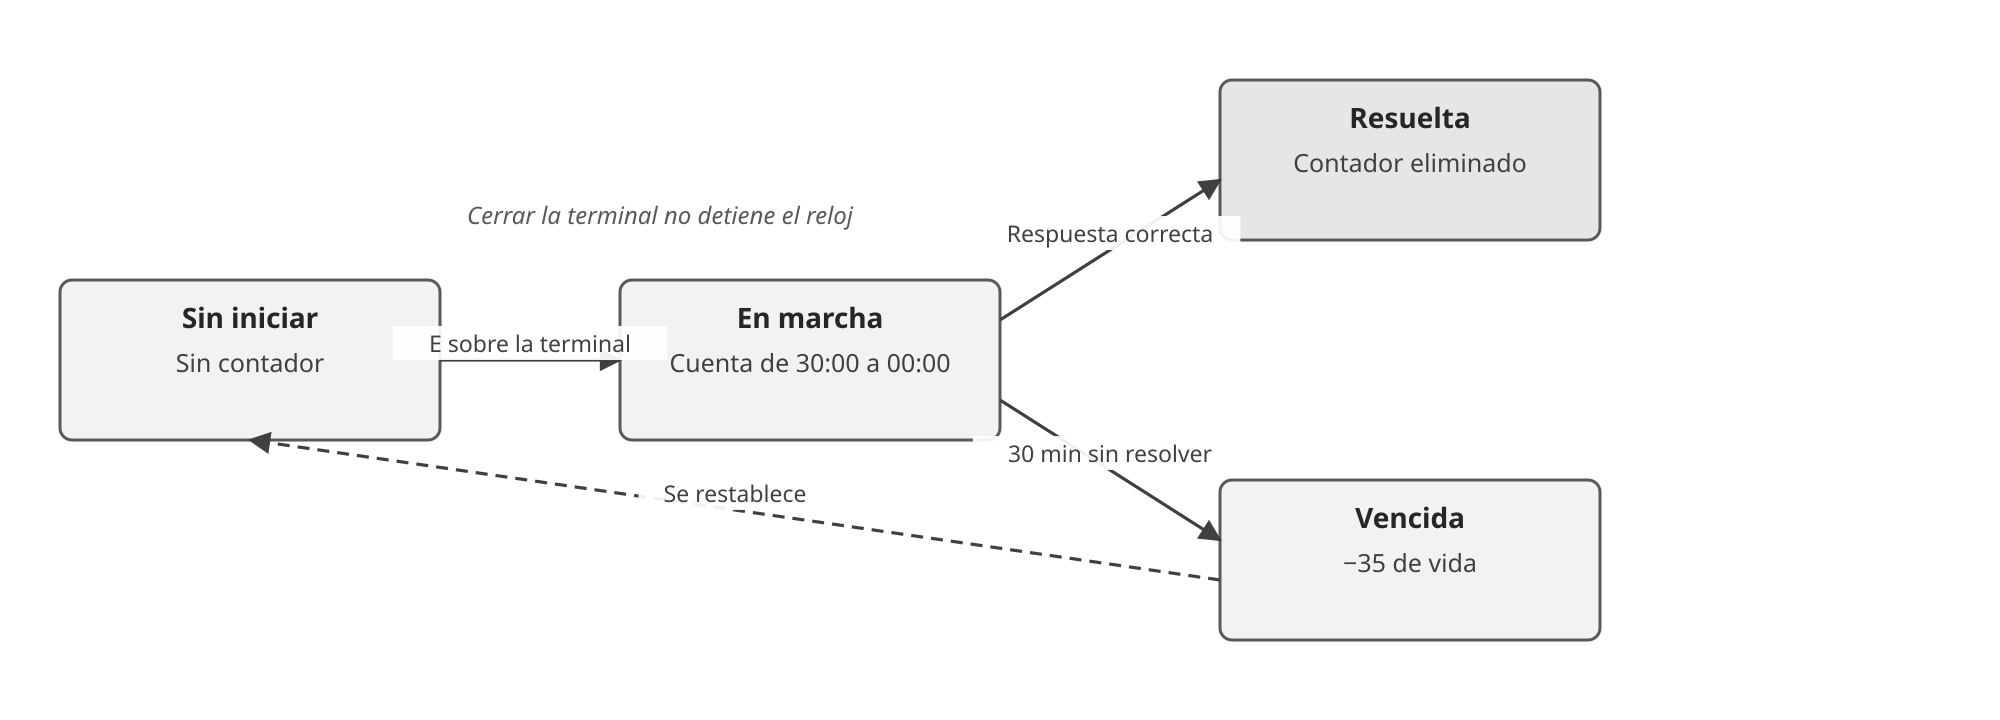 Resuelta
Contador eliminado
Cerrar la terminal no detiene el reloj
Respuesta correcta
Sin iniciar
Sin contador
E sobre la terminal
En marcha
Cuenta de 30:00 a 00:00
30 min sin resolver
Se restablece
Vencida
−35 de vida